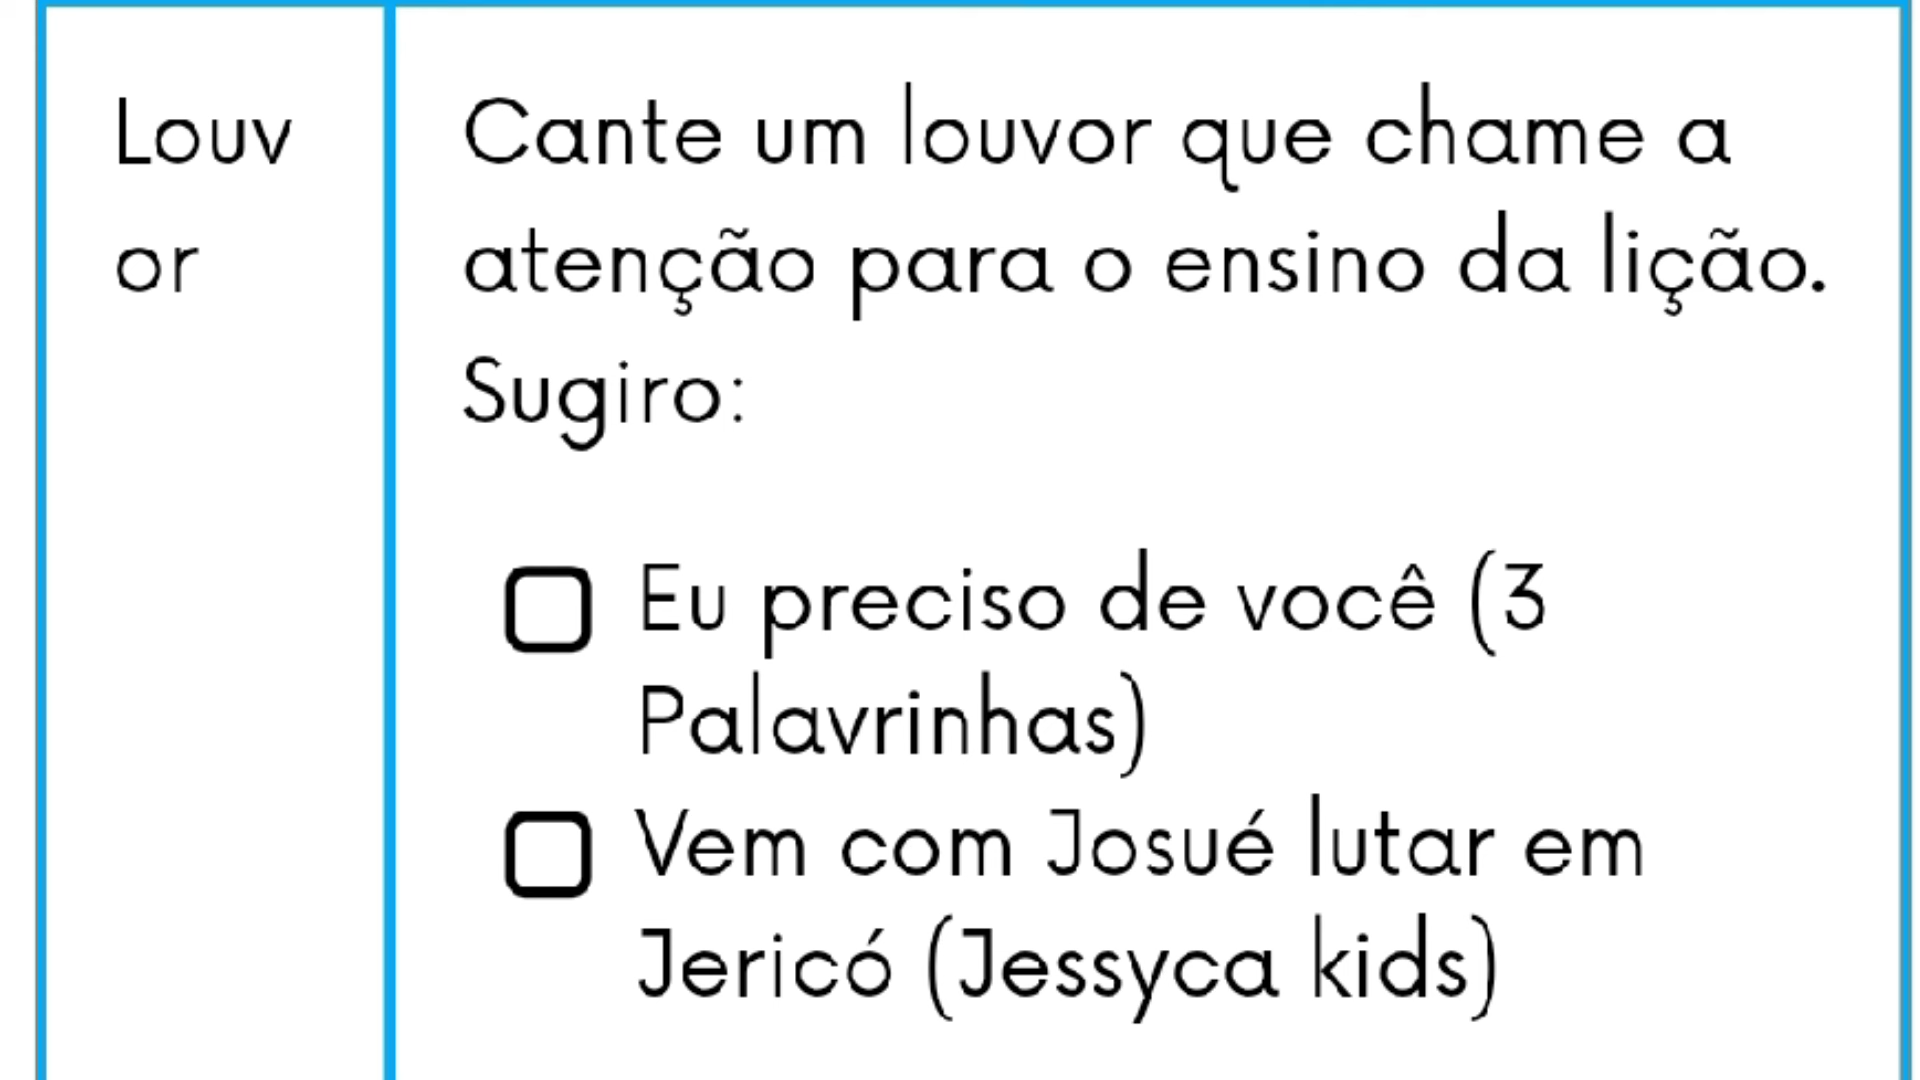 Louv
or
Cante um louvor que chame a
atenção para o ensino da lição.
Sugiro:
Eu preciso de você (3
Palavrinhas)
Vem com Josué lutar em
Jericó (Jessyca kids)